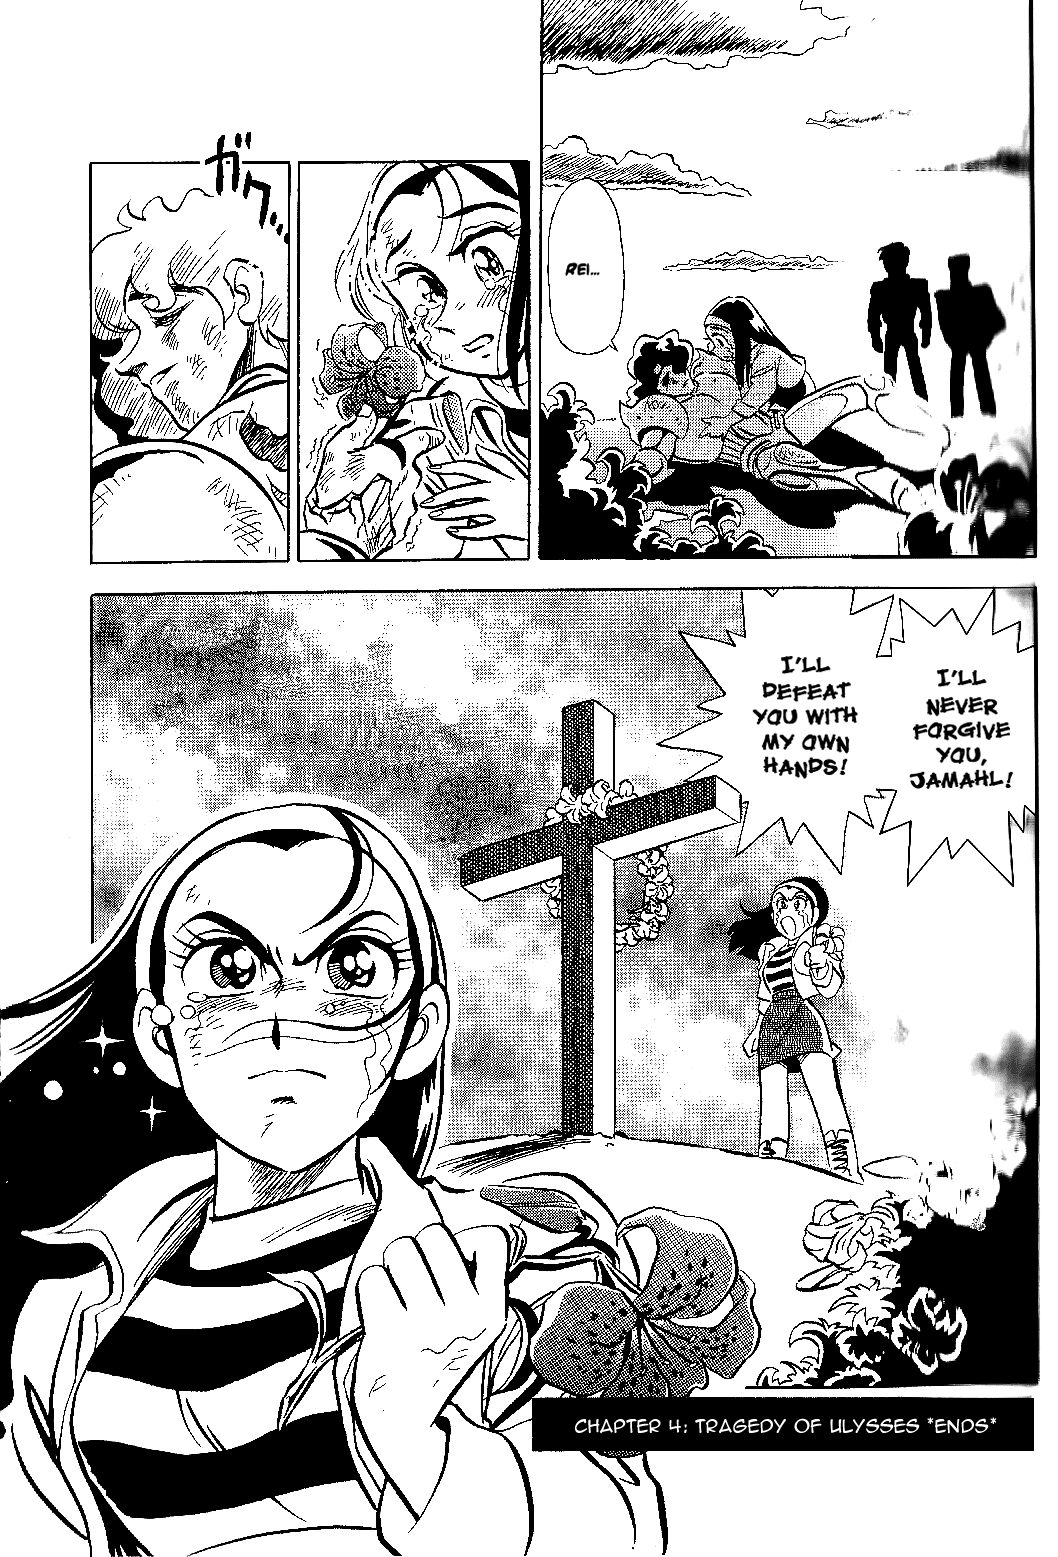 REI...
ガクッ...
I'LL
NEVER
FORGIVE
YOU,
JAMAHL!
I'LL
DEFEAT
YOU WITH
MY OWN
HANDS!
CHAPTER 4: TRAGEDY OF ULYSSES *ENDS*